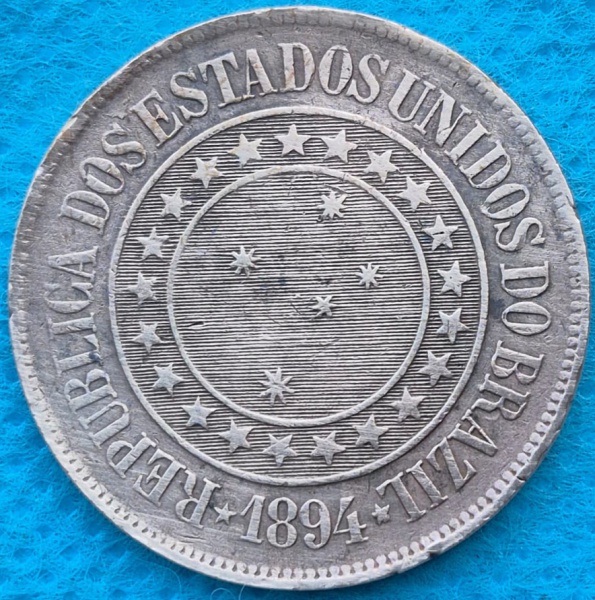 REPUBLICA DOS ESTADOS UNIDOS DO BRAZIL
★1894★